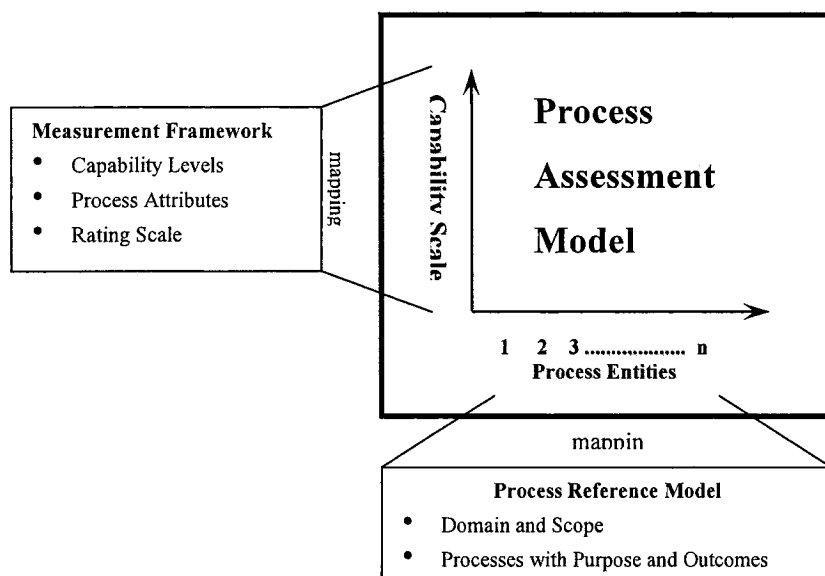 Measurement Framework
• Capability Levels
• Process Attributes
• Rating Scale
mapping
Capability Scale
Process
Assessment
Model
1 2 3 ................... n
Process Entities
mappin
Process Reference Model
• Domain and Scope
• Processes with Purpose and Outcomes